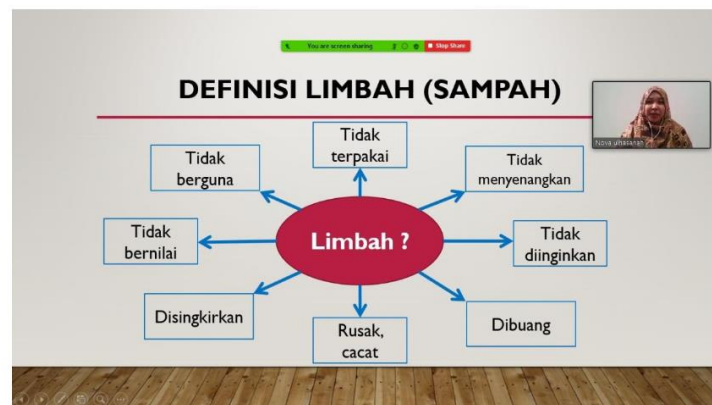 You are screen sharing
Stop Share
DEFINISI LIMBAH (SAMPAH)
Tidak
terpakai
Tidak
berguna
Tidak
menyenangkan
Tidak
bernilai
Limbah ?
Tidak
diinginkan
Disingkirkan
Rusak,
cacat
Dibuang